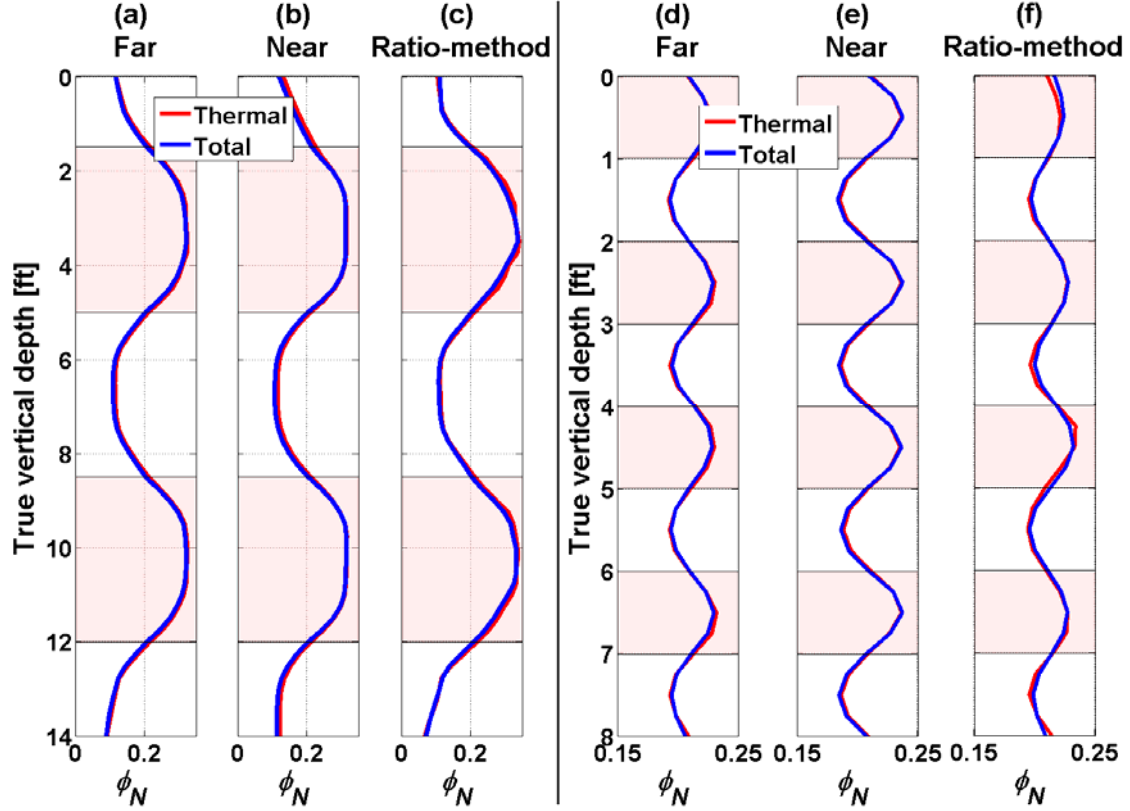 (a) (b) (c) (d) (e) (f)
Far Near Ratio-method Far Near Ratio-method
True vertical depth [ft]
0
2
4
6
8
10
12
14
Thermal
Total
0 0.2 0 0.2 0 0.2
ϕN ϕN ϕN
True vertical depth [ft]
0
1
2
3
4
5
6
7
8
Thermal
Total
0.15 0.25 0.15 0.25 0.15 0.25
ϕN ϕN ϕN